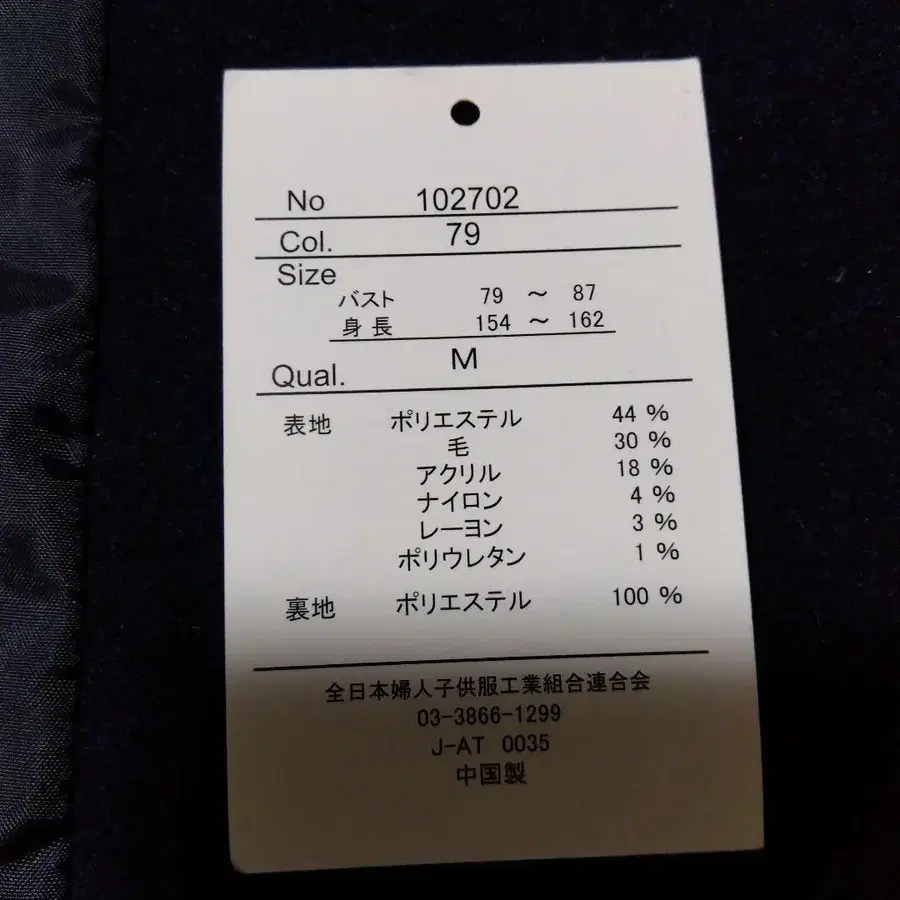 No 102702
Col. 79
Size
バスト 79 ～ 87
身長 154 ～ 162
M
Qual.
表地 ポリエステル 44 %
毛 30 %
アクリル 18 %
ナイロン 4 %
レーヨン 3 %
ポリウレタン 1 %
裏地 ポリエステル 100 %
全日本婦人子供服工業組合連合会
03-3866-1299
J-AT 0035
中国製